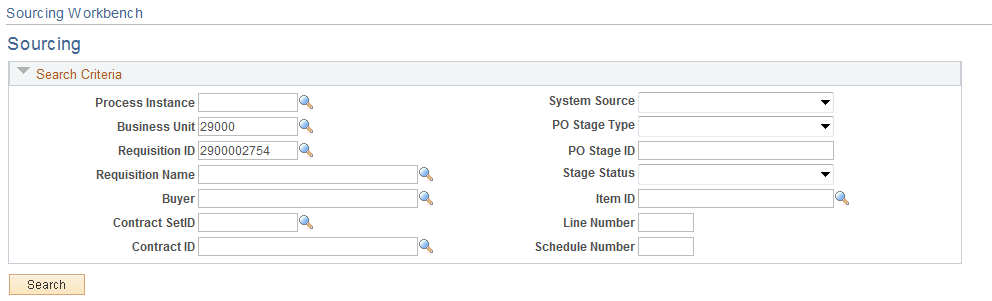 Sourcing Workbench
Sourcing
Search Criteria
Process Instance
System Source
Business Unit 29000
PO Stage Type
Requisition ID 2900002754
PO Stage ID
Requisition Name
Stage Status
Buyer
Item ID
Contract SetID
Line Number
Contract ID
Schedule Number
Search